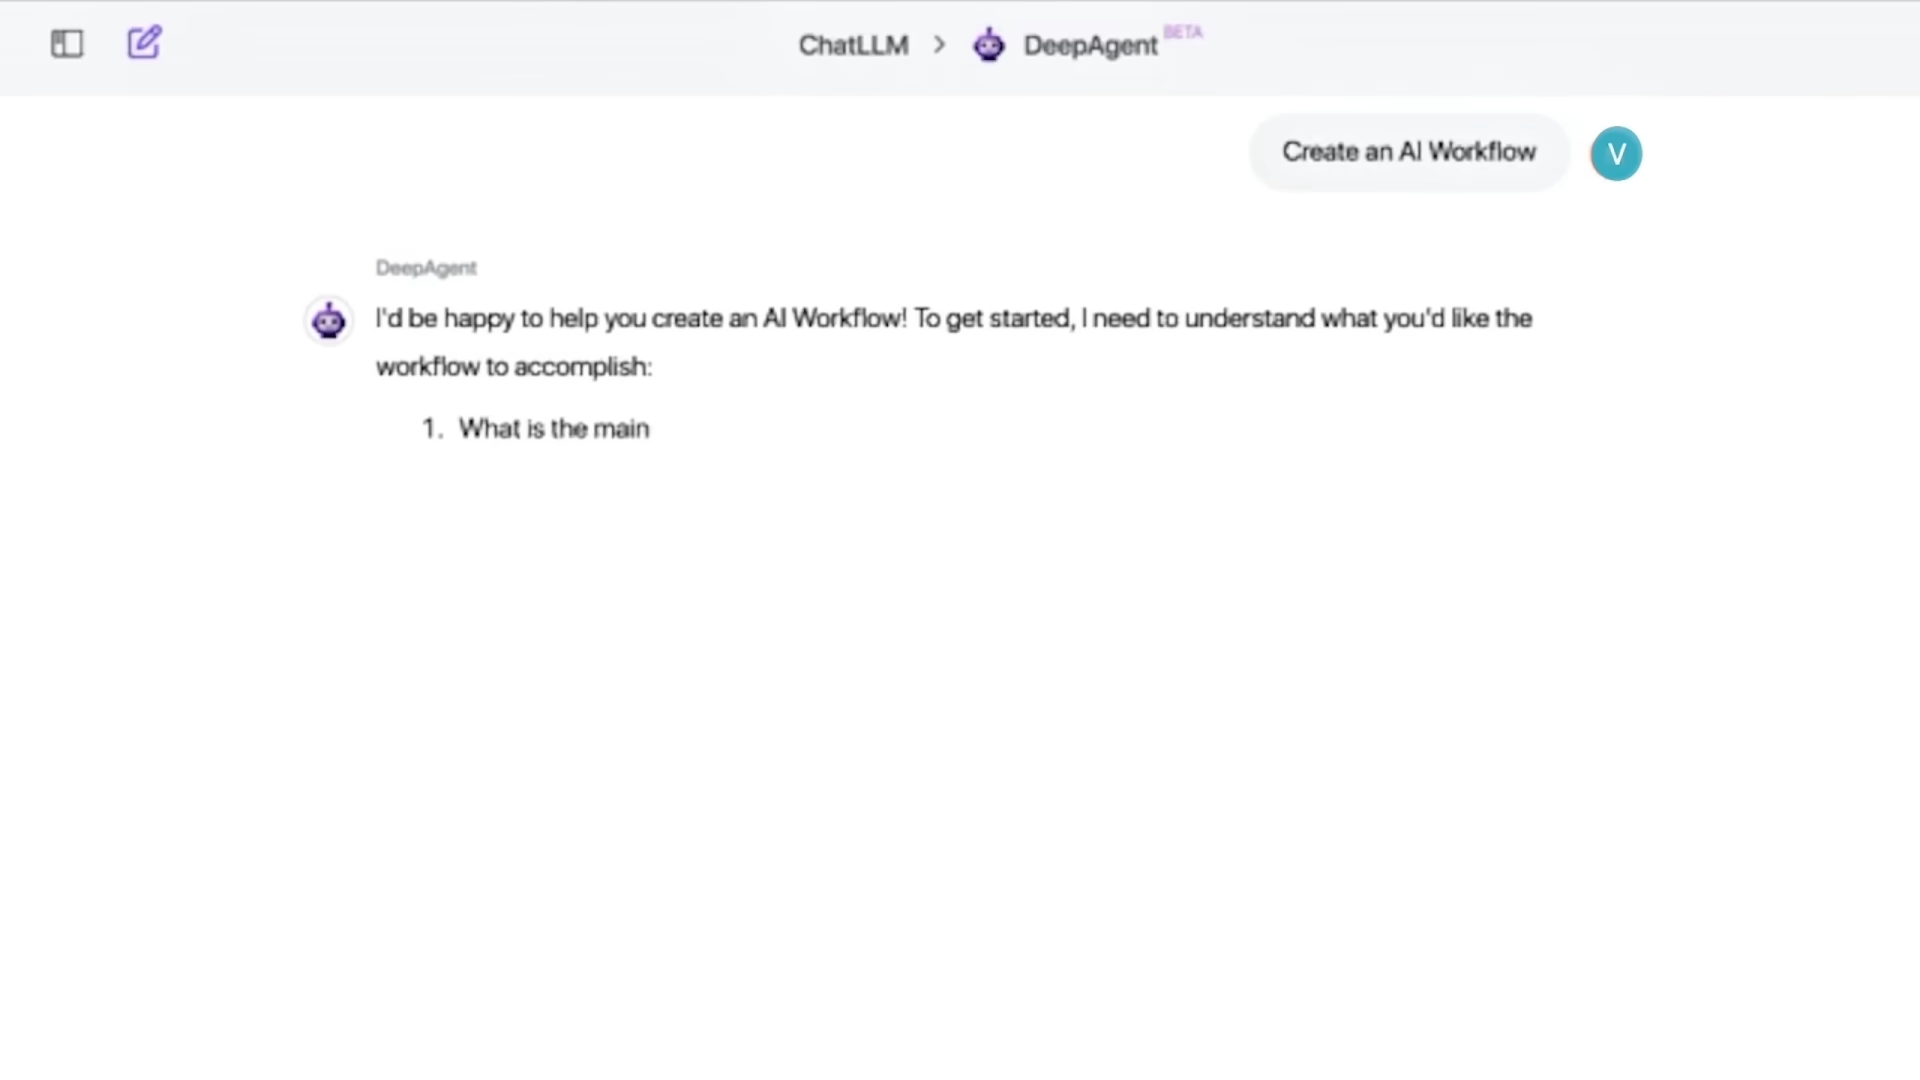 ChatLLM > DeepAgent BETA
Create an AI Workflow V
DeepAgent
I'd be happy to help you create an AI Workflow! To get started, I need to understand what you'd like the
workflow to accomplish:
1. What is the main